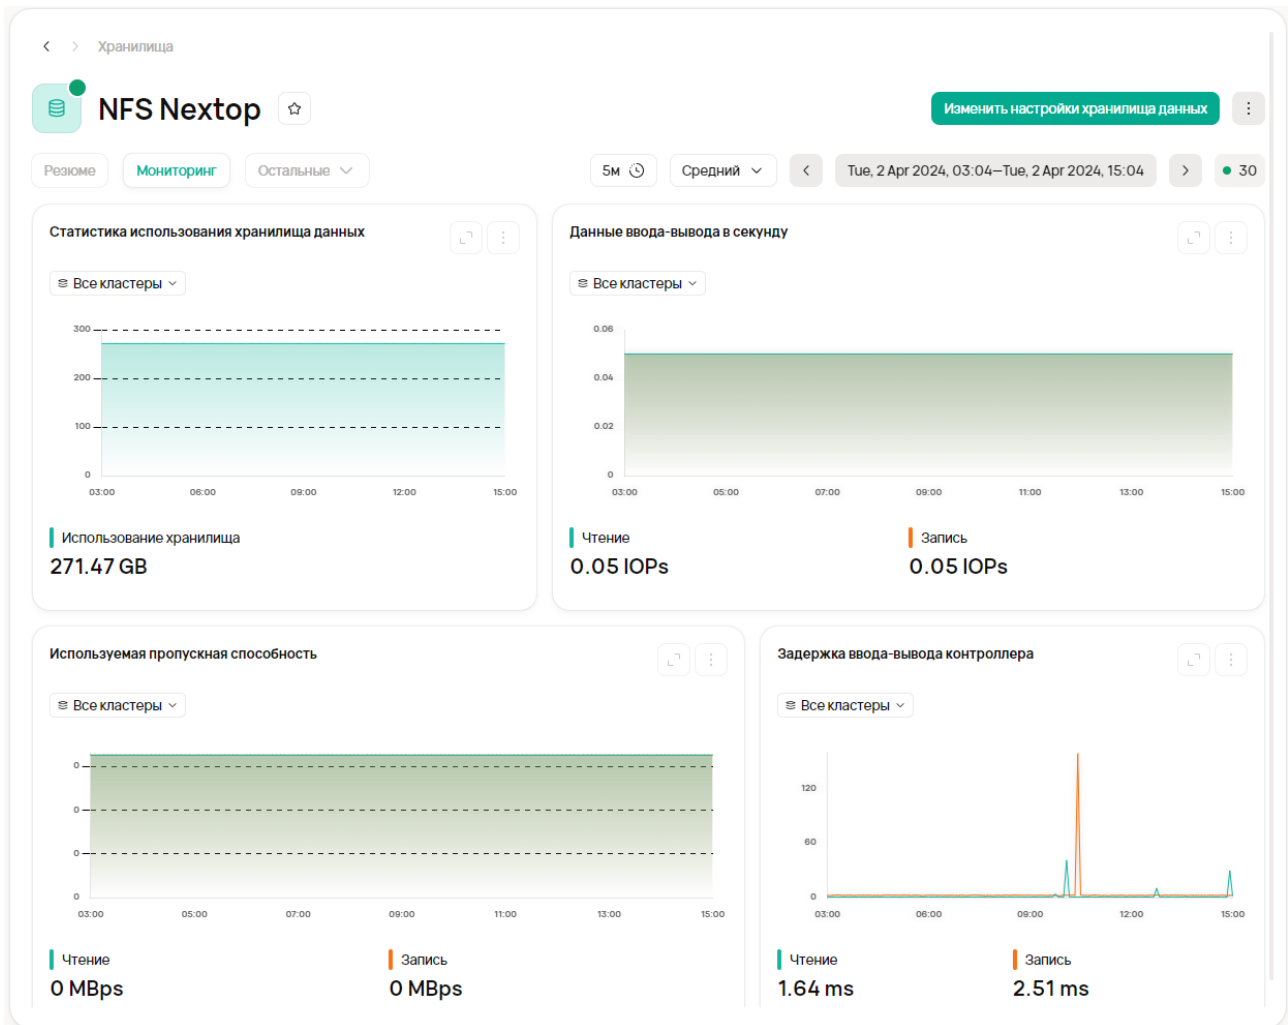 Хранилища
NFS Nextop
Изменить настройки хранилища данных
Резюме Мониторинг Остальные 5м Средний Tue, 2 Apr 2024, 03:04—Tue, 2 Apr 2024, 15:04 30
Статистика использования хранилища данных
Все кластеры
300
200
100
0
03:00 06:00 09:00 12:00 15:00
Использование хранилища
271.47 GB
Данные ввода-вывода в секунду
Все кластеры
0.06
0.04
0.02
0
03:00 05:00 07:00 09:00 11:00 13:00 15:00
Чтение Запись
0.05 IOPs 0.05 IOPs
Используемая пропускная способность
Все кластеры
0
0
0
0
03:00 05:00 07:00 09:00 11:00 13:00 15:00
Чтение Запись
0 MBps 0 MBps
Задержка ввода-вывода контроллера
Все кластеры
120
60
0
03:00 06:00 09:00 12:00 15:00
Чтение Запись
1.64 ms 2.51 ms